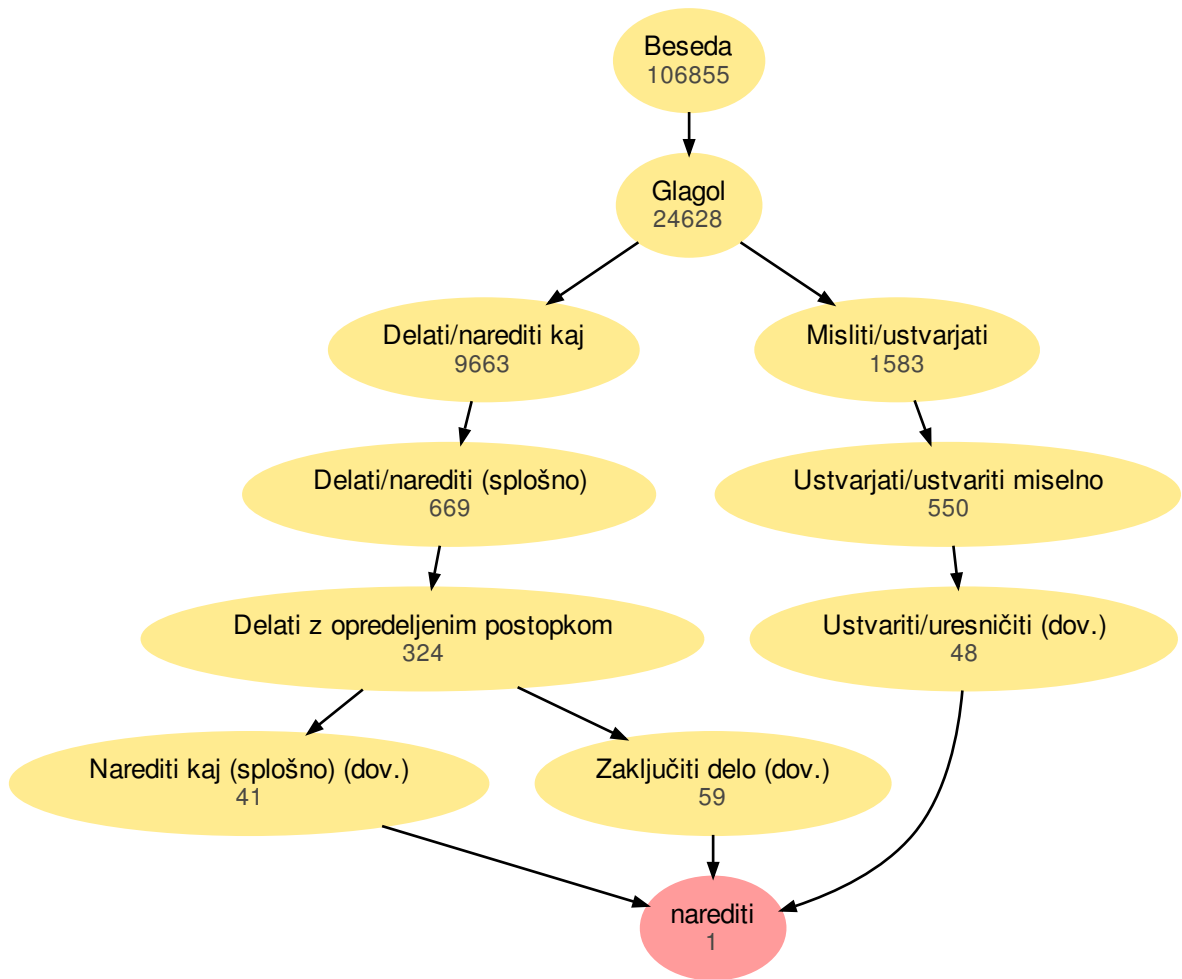 Beseda
106855
Glagol
24628
Delati/narediti kaj
9663
Misliti/ustvarjati
1583
Delati/narediti (splošno)
669
Ustvarjati/ustvariti miselno
550
Delati z opredeljenim postopkom
324
Ustvariti/uresničiti (dov.)
48
Narediti kaj (splošno) (dov.)
41
Zaključiti delo (dov.)
59
narediti
1